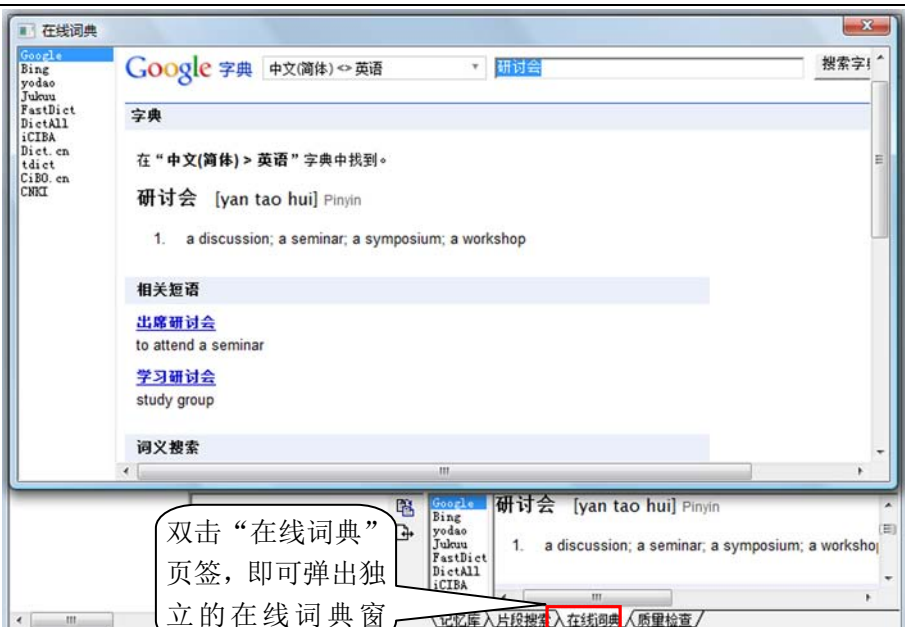 在线词典
Google
Bing
yodao
Jukuu
FastDict
DictAll
iCIBA
Dict.cn
tdict
CiBO.cn
CNKI
Google 字典 中文(简体) <> 英语 研讨会 搜索字
字典
在“中文(简体) > 英语”字典中找到。
研讨会 [yan tao hui] Pinyin
1. a discussion; a seminar; a symposium; a workshop
相关短语
出席研讨会
to attend a seminar
学习研讨会
study group
词义搜索
双击“在线词典”
页签，即可弹出独
立的在线词典窗
Google
Bing
yodao
Jukuu
FastDict
DictAll
iCIBA
研讨会 [yan tao hui] Pinyin
1. a discussion; a seminar; a symposium; a workshop
记忆库 片段搜索 在线词典 质量检查